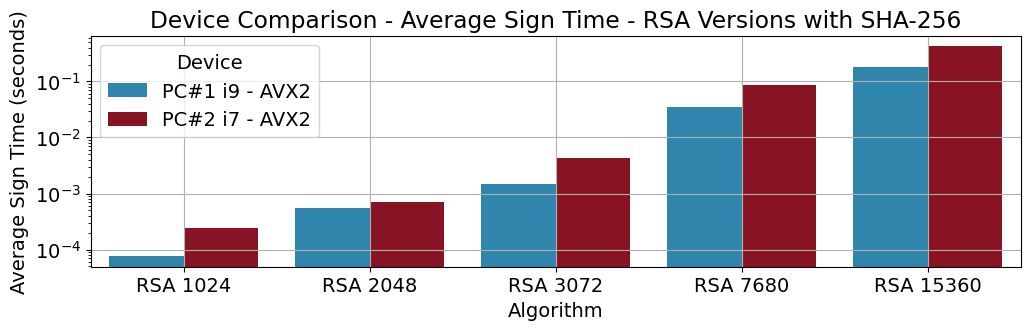 Device Comparison - Average Sign Time - RSA Versions with SHA-256
Average Sign Time (seconds)
10⁻¹
10⁻²
10⁻³
10⁻⁴
Device
PC#1 i9 - AVX2
PC#2 i7 - AVX2
RSA 1024
RSA 2048
RSA 3072
RSA 7680
RSA 15360
Algorithm